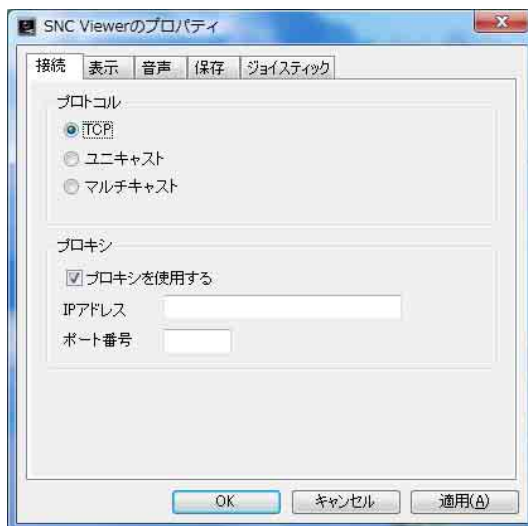 SNC Viewerのプロパティ
接続 表示 音声 保存 ジョイスティック
プロトコル
TCP
ユニキャスト
マルチキャスト
プロキシ
プロキシを使用する
IPアドレス
ポート番号
OK キャンセル 適用(A)